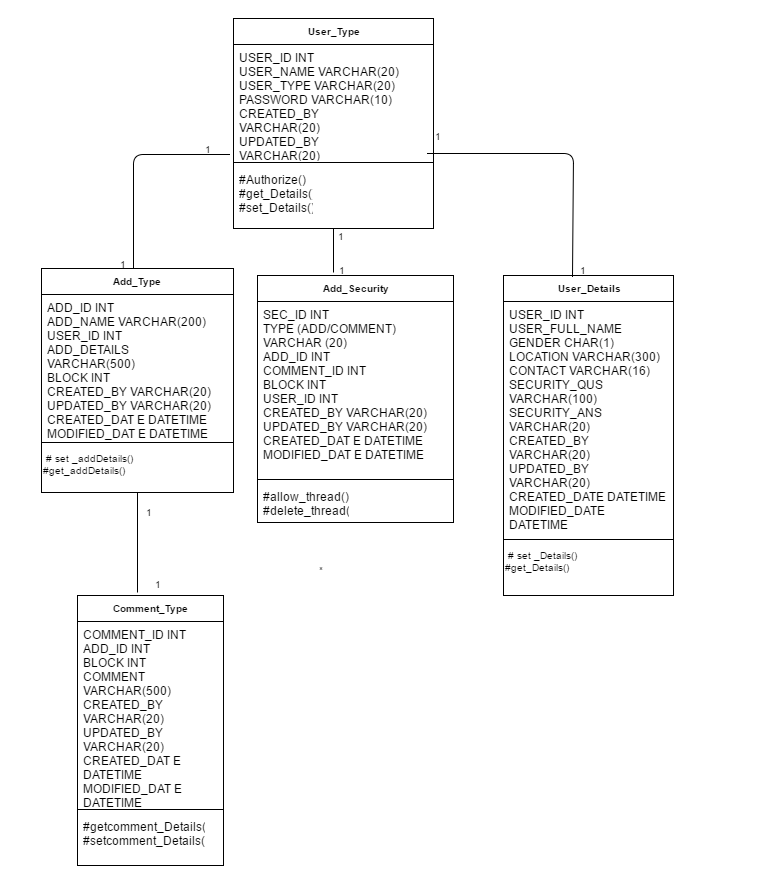 User_Type
USER_ID INT
USER_NAME VARCHAR(20)
USER_TYPE VARCHAR(20)
PASSWORD VARCHAR(10)
CREATED_BY
VARCHAR(20)
UPDATED_BY
VARCHAR(20)
#Authorize()
#get_Details(
#set_Details()
1
1
1
1
1
1
Add_Type
ADD_ID INT
ADD_NAME VARCHAR(200)
USER_ID INT
ADD_DETAILS
VARCHAR(500)
BLOCK INT
CREATED_BY VARCHAR(20)
UPDATED_BY VARCHAR(20)
CREATED_DAT E DATETIME
MODIFIED_DAT E DATETIME
# set _addDetails()
#get_addDetails()
Add_Security
SEC_ID INT
TYPE (ADD/COMMENT)
VARCHAR (20)
ADD_ID INT
COMMENT_ID INT
BLOCK INT
USER_ID INT
CREATED_BY VARCHAR(20)
UPDATED_BY VARCHAR(20)
CREATED_DAT E DATETIME
MODIFIED_DAT E DATETIME
#allow_thread()
#delete_thread(
User_Details
USER_ID INT
USER_FULL_NAME
GENDER CHAR(1)
LOCATION VARCHAR(300)
CONTACT VARCHAR(16)
SECURITY_QUS
VARCHAR(100)
SECURITY_ANS
VARCHAR(20)
CREATED_BY
VARCHAR(20)
UPDATED_BY
VARCHAR(20)
CREATED_DATE DATETIME
MODIFIED_DATE
DATETIME
# set _Details()
#get_Details()
1
*
1
Comment_Type
COMMENT_ID INT
ADD_ID INT
BLOCK INT
COMMENT
VARCHAR(500)
CREATED_BY
VARCHAR(20)
UPDATED_BY
VARCHAR(20)
CREATED_DAT E
DATETIME
MODIFIED_DAT E
DATETIME
#getcomment_Details(
#setcomment_Details(